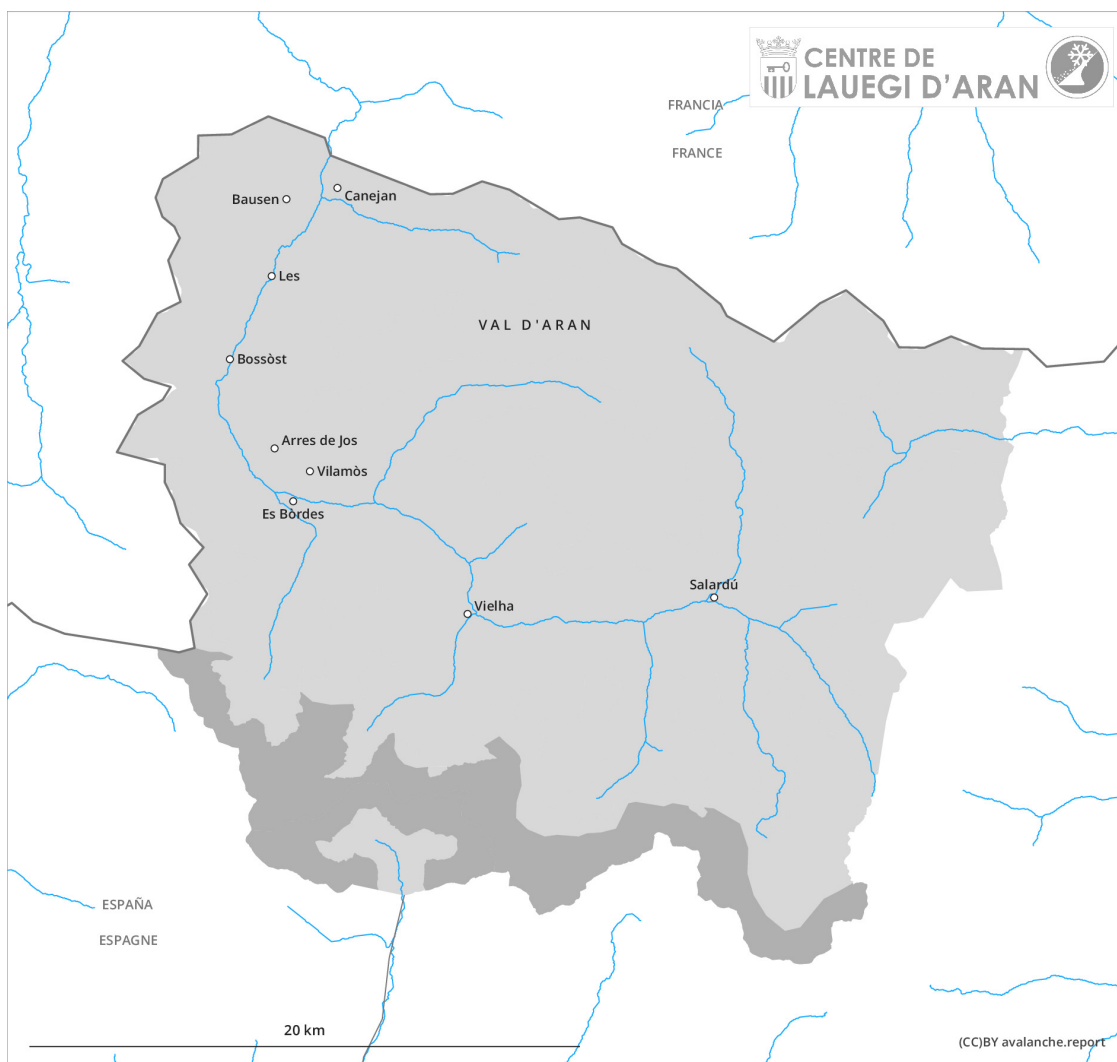 CENTRE DE
LAUEGI D'ARAN
FRANCIA
FRANCE
Bausen
Canejan
Les
VAL D'ARAN
Bossòst
Arres de Jos
Vilamòs
Es Bòrdes
Salardú
Vielha
ESPAÑA
ESPAGNE
20 km
(CC)BY avalanche.report